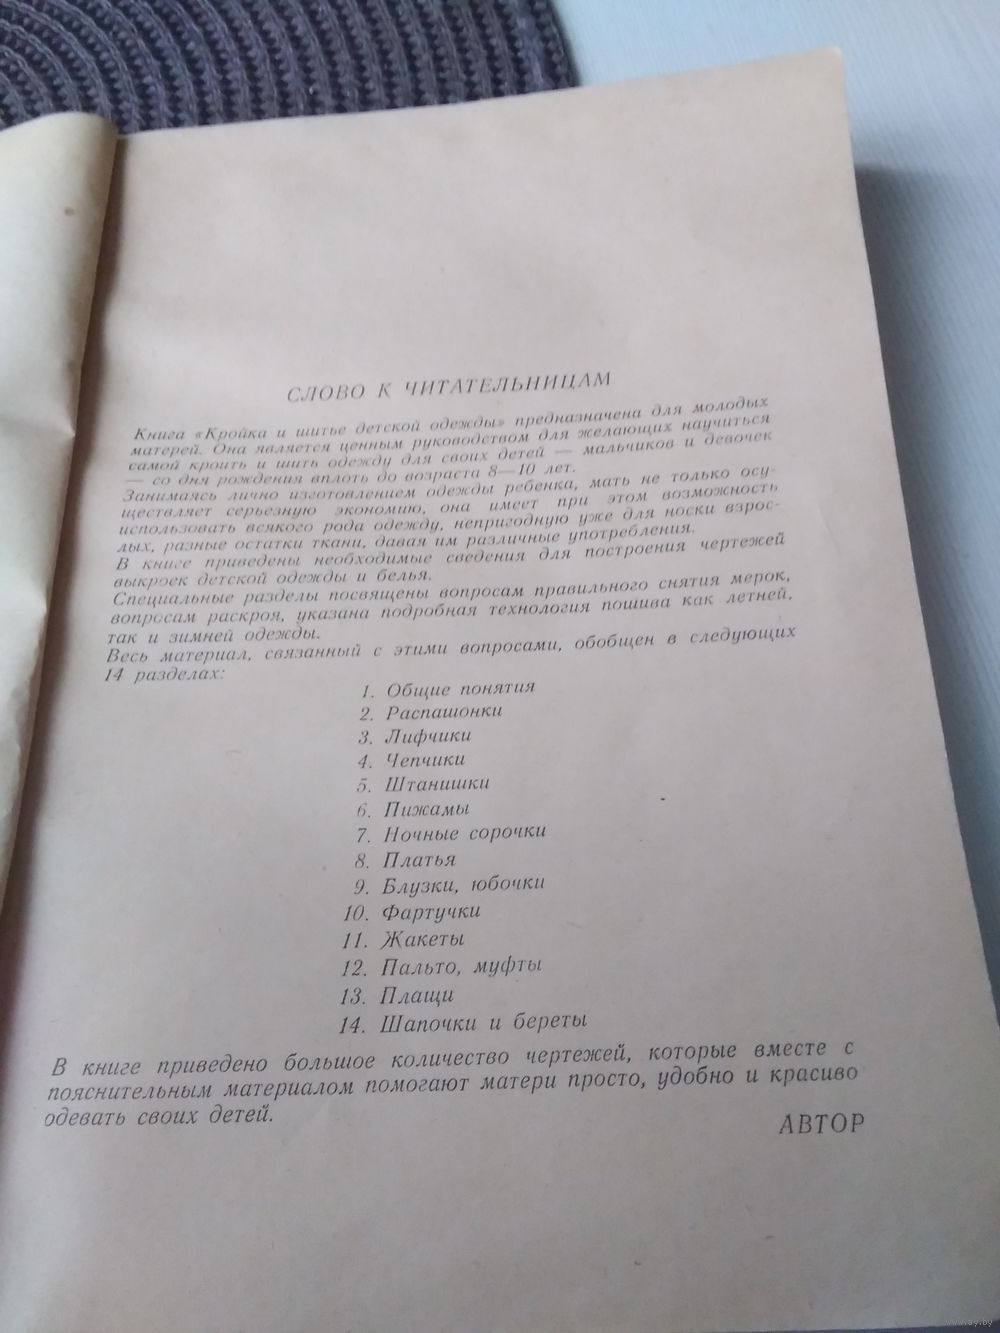 СЛОВО К ЧИТАТЕЛЬНИЦАМ
Книга «Кройка и шитье детской одежды» предназначена для молодых
матерей. Она является ценным руководством для желающих научиться
самой кроить и шить одежду для своих детей — мальчиков и девочек
— со дня рождения вплоть до возраста 8—10 лет.
Занимаясь лично изготовлением одежды ребенка, мать не только осу-
ществляет серьезную экономию, она имеет при этом возможность
использовать всякого рода одежду, непригодную уже для носки взрос-
лых, разные остатки ткани, давая им различные употребления.
В книге приведены необходимые сведения для построения чертежей
выкроек детской одежды и белья.
Специальные разделы посвящены вопросам правильного снятия мерок,
вопросам раскроя, указана подробная технология пошива как летней,
так и зимней одежды.
Весь материал, связанный с этими вопросами, обобщен в следующих
14 разделах:
1. Общие понятия
2. Распашонки
3. Лифчики
4. Чепчики
5. Штанишки
6. Пижамы
7. Ночные сорочки
8. Платья
9. Блузки, юбочки
10. Фартучки
11. Жакеты
12. Пальто, муфты
13. Плащи
14. Шапочки и береты
В книге приведено большое количество чертежей, которые вместе с
пояснительным материалом помогают матери просто, удобно и красиво
одевать своих детей.
АВТОР
www.ay.by